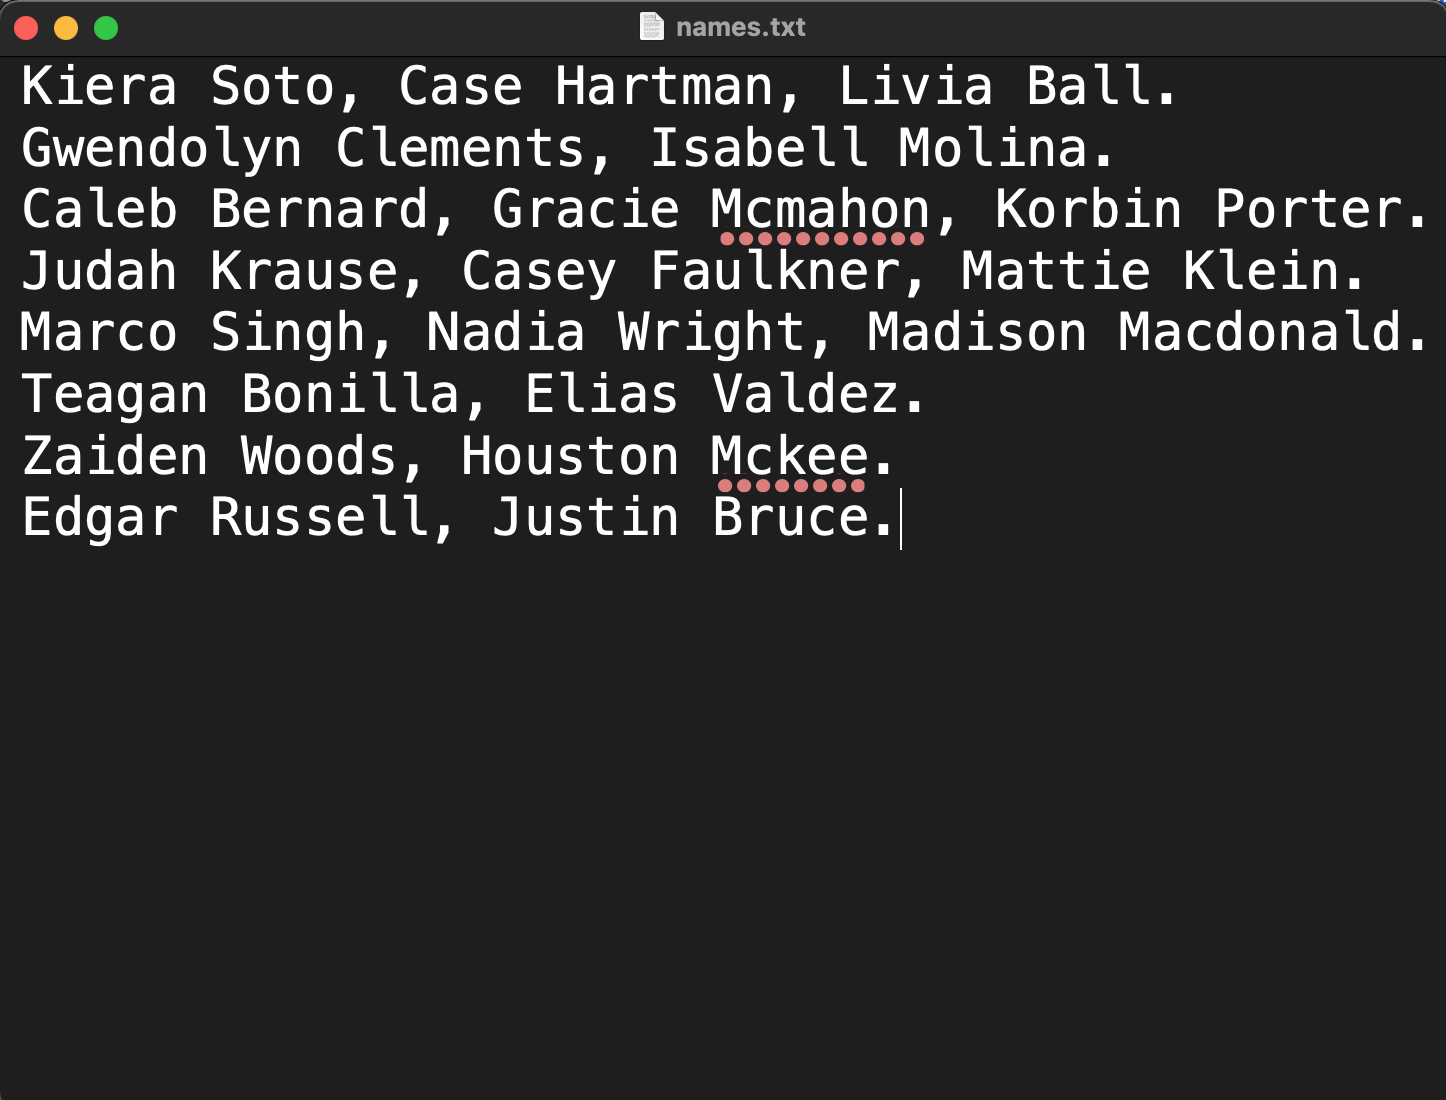 names.txt
Kiera Soto, Case Hartman, Livia Ball.
Gwendolyn Clements, Isabell Molina.
Caleb Bernard, Gracie Mcmahon, Korbin Porter.
Judah Krause, Casey Faulkner, Mattie Klein.
Marco Singh, Nadia Wright, Madison Macdonald.
Teagan Bonilla, Elias Valdez.
Zaiden Woods, Houston Mckee.
Edgar Russell, Justin Bruce.